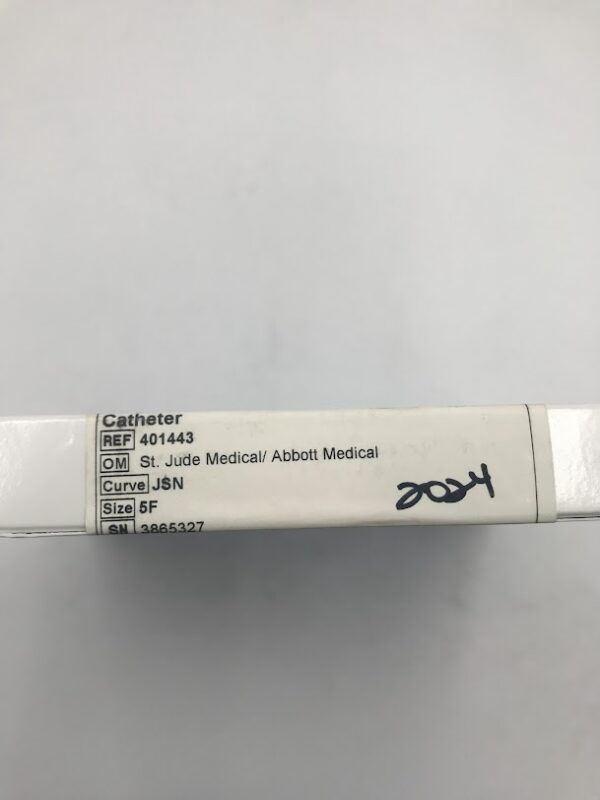 Catheter
REF 401443
OM St. Jude Medical/ Abbott Medical
Curve JSN
2024
Size 5F
SN 3865327